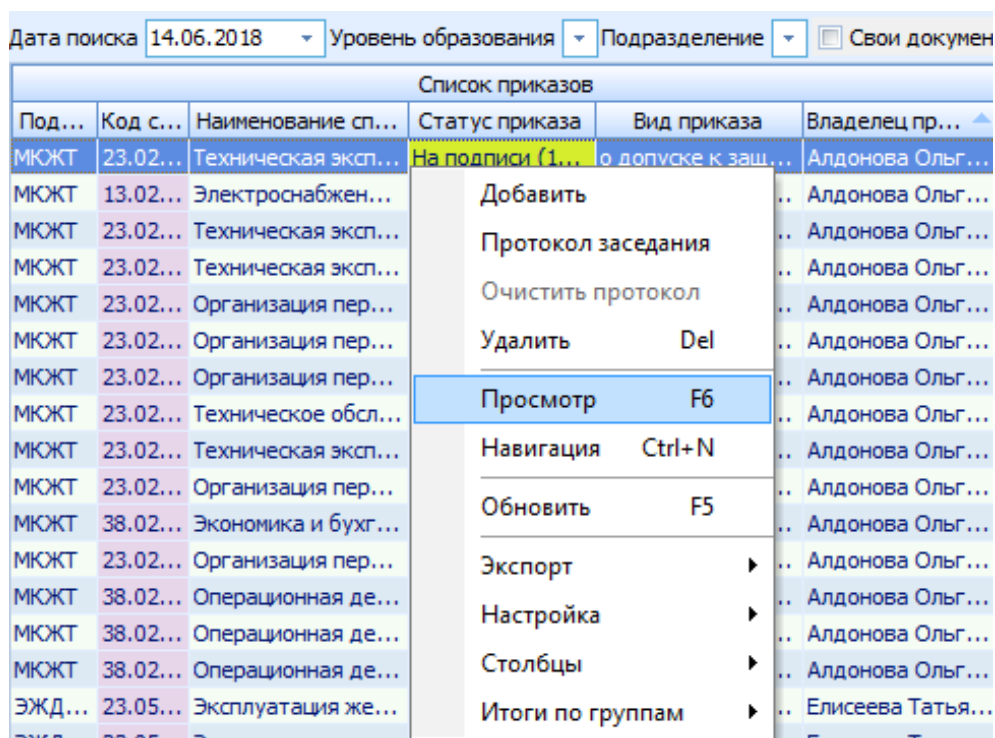 Дата поиска 14.06.2018 Уровень образования Подразделение Свои докумен
Список приказов
Под... Код с... Наименование сп... Статус приказа Вид приказа Владелец пр...
МКЖТ 23.02... Техническая эксп... На подписи (1... о допуске к защ... Алдонова Ольг...
МКЖТ 13.02... Электроснабжен... Добавить .. Алдонова Ольг...
МКЖТ 23.02... Техническая эксп... Протокол заседания .. Алдонова Ольг...
МКЖТ 23.02... Техническая эксп... Очистить протокол .. Алдонова Ольг...
МКЖТ 23.02... Организация пер... Удалить Del .. Алдонова Ольг...
МКЖТ 23.02... Организация пер... .. Алдонова Ольг...
МКЖТ 23.02... Организация пер... Просмотр F6 .. Алдонова Ольг...
МКЖТ 23.02... Техническое обсл... .. Алдонова Ольг...
МКЖТ 23.02... Техническая эксп... Навигация Ctrl+N .. Алдонова Ольг...
МКЖТ 23.02... Организация пер... Обновить F5 .. Алдонова Ольг...
МКЖТ 38.02... Экономика и бухг... .. Алдонова Ольг...
МКЖТ 23.02... Организация пер... Экспорт .. Алдонова Ольг...
МКЖТ 38.02... Операционная де... Настройка .. Алдонова Ольг...
МКЖТ 38.02... Операционная де... .. Алдонова Ольг...
МКЖТ 38.02... Операционная де... Столбцы .. Алдонова Ольг...
ЭЖД... 23.05... Эксплуатация же... Итоги по группам .. Елисеева Татья...